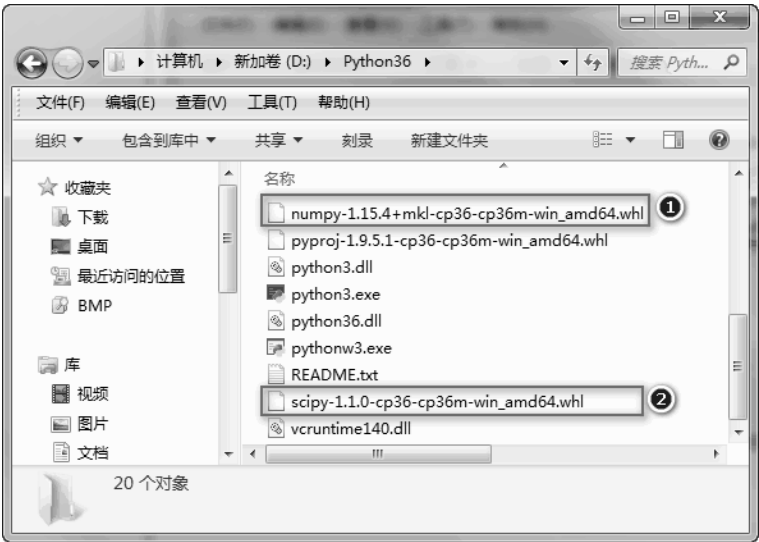 计算机 新加卷 (D:) Python36 搜索 Pyth...
文件(F) 编辑(E) 查看(V) 工具(T) 帮助(H)
组织 包含到库中 共享 刻录 新建文件夹
收藏夹
下载
桌面
最近访问的位置
BMP
库
视频
图片
文档
名称
numpy-1.15.4+mkl-cp36-cp36m-win_amd64.whl ❶
pyproj-1.9.5.1-cp36-cp36m-win_amd64.whl
python3.dll
python3.exe
python36.dll
pythonw3.exe
README.txt
scipy-1.1.0-cp36-cp36m-win_amd64.whl ❷
vcruntime140.dll
20 个对象